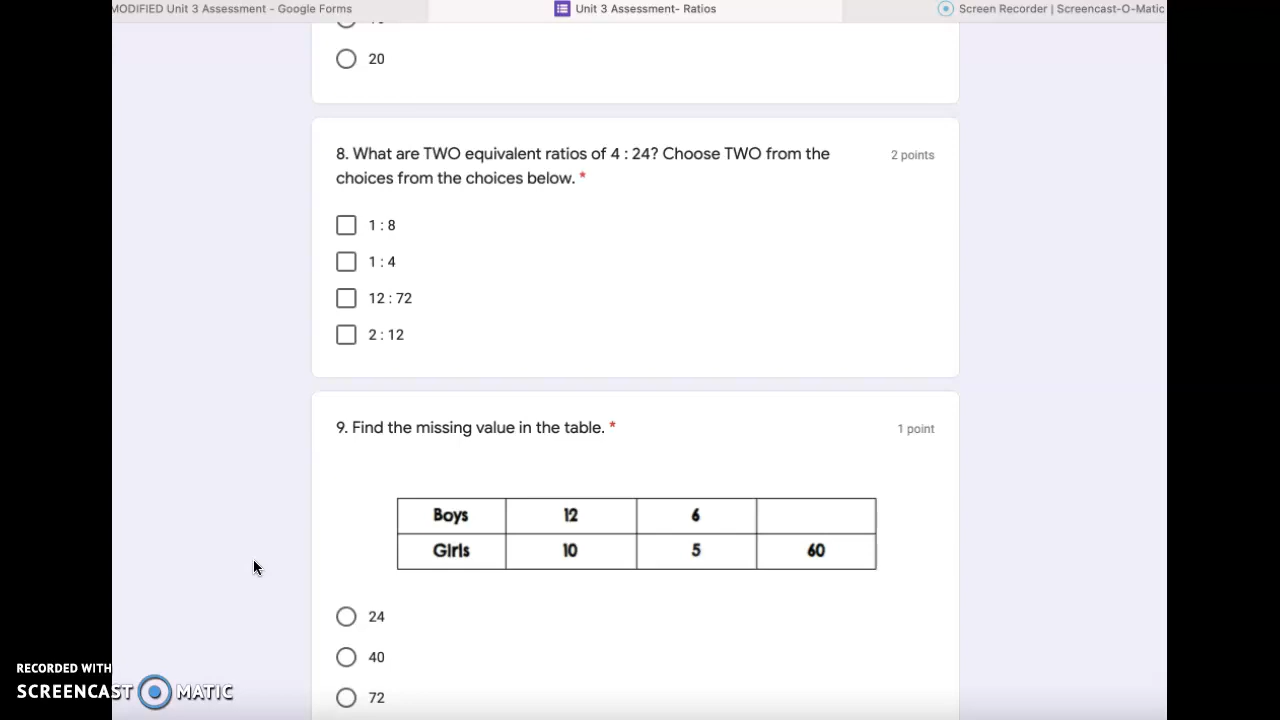 MODIFIED Unit 3 Assessment - Google Forms
Unit 3 Assessment- Ratios
Screen Recorder | Screencast-O-Matic
20
8. What are TWO equivalent ratios of 4 : 24? Choose TWO from the
choices from the choices below. *
2 points
1 : 8
1 : 4
12 : 72
2 : 12
9. Find the missing value in the table. *
1 point
Boys 12 6
Girls 10 5 60
24
40
72
RECORDED WITH
SCREENCAST MATIC